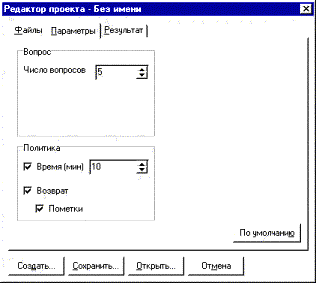 Редактор проекта - Без имени
Файлы Параметры Результат
Вопрос
Число вопросов 5
Политика
Время (мин) 10
Возврат
Пометки
По умолчанию
Создать... Сохранить... Открыть... Отмена